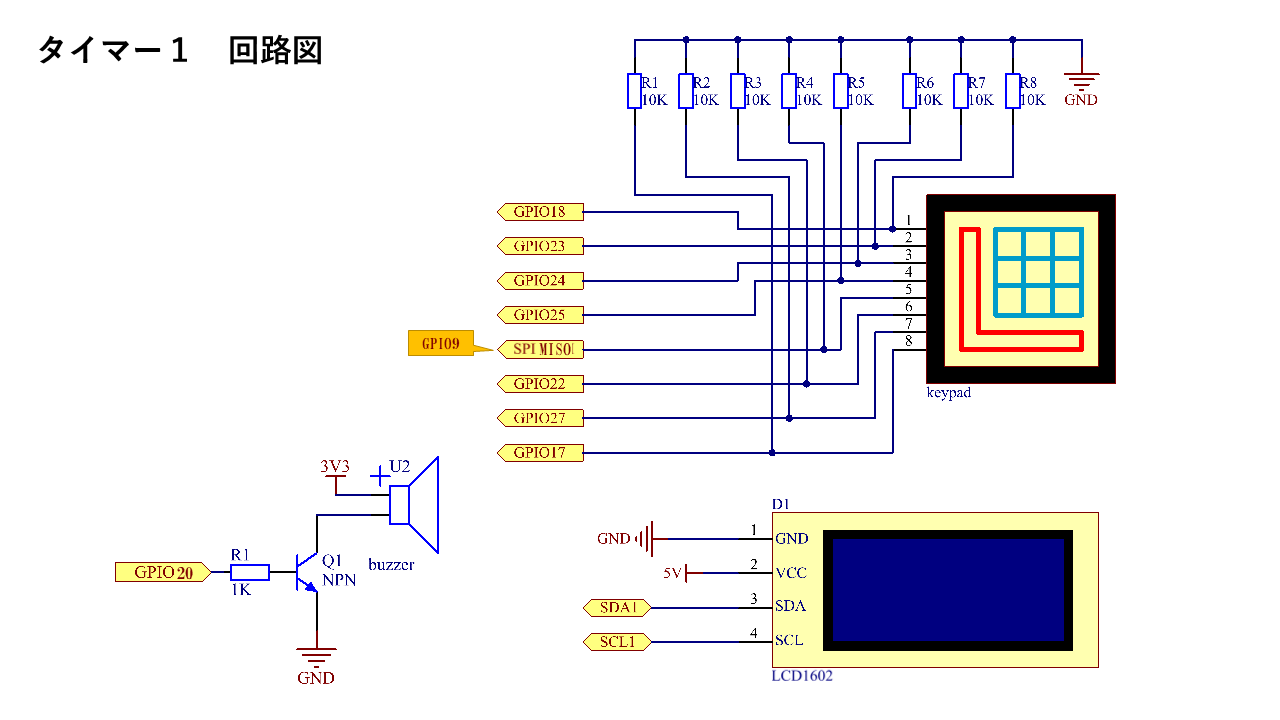 タイマー１　回路図
R1 R2 R3 R4 R5 R6 R7 R8
10K 10K 10K 10K 10K 10K 10K 10K
GND
GPIO18
GPIO23
GPIO24
GPIO25
GPIO9
SPI MISO
GPIO22
GPIO27
GPIO17
1
2
3
4
5
6
7
8
keypad
3V3
U2
buzzer
GPIO20
R1
1K
Q1
NPN
GND
D1
GND 1 GND
5V 2 VCC
SDA1 3 SDA
SCL1 4 SCL
LCD1602